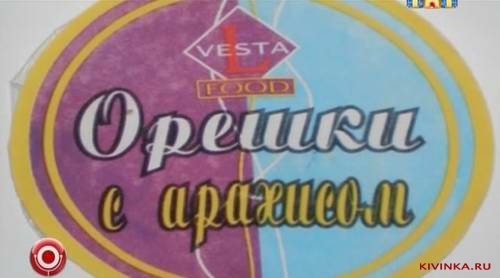 VESTA
L
FOOD
Орешки
с арахисом
KIVINKA.RU